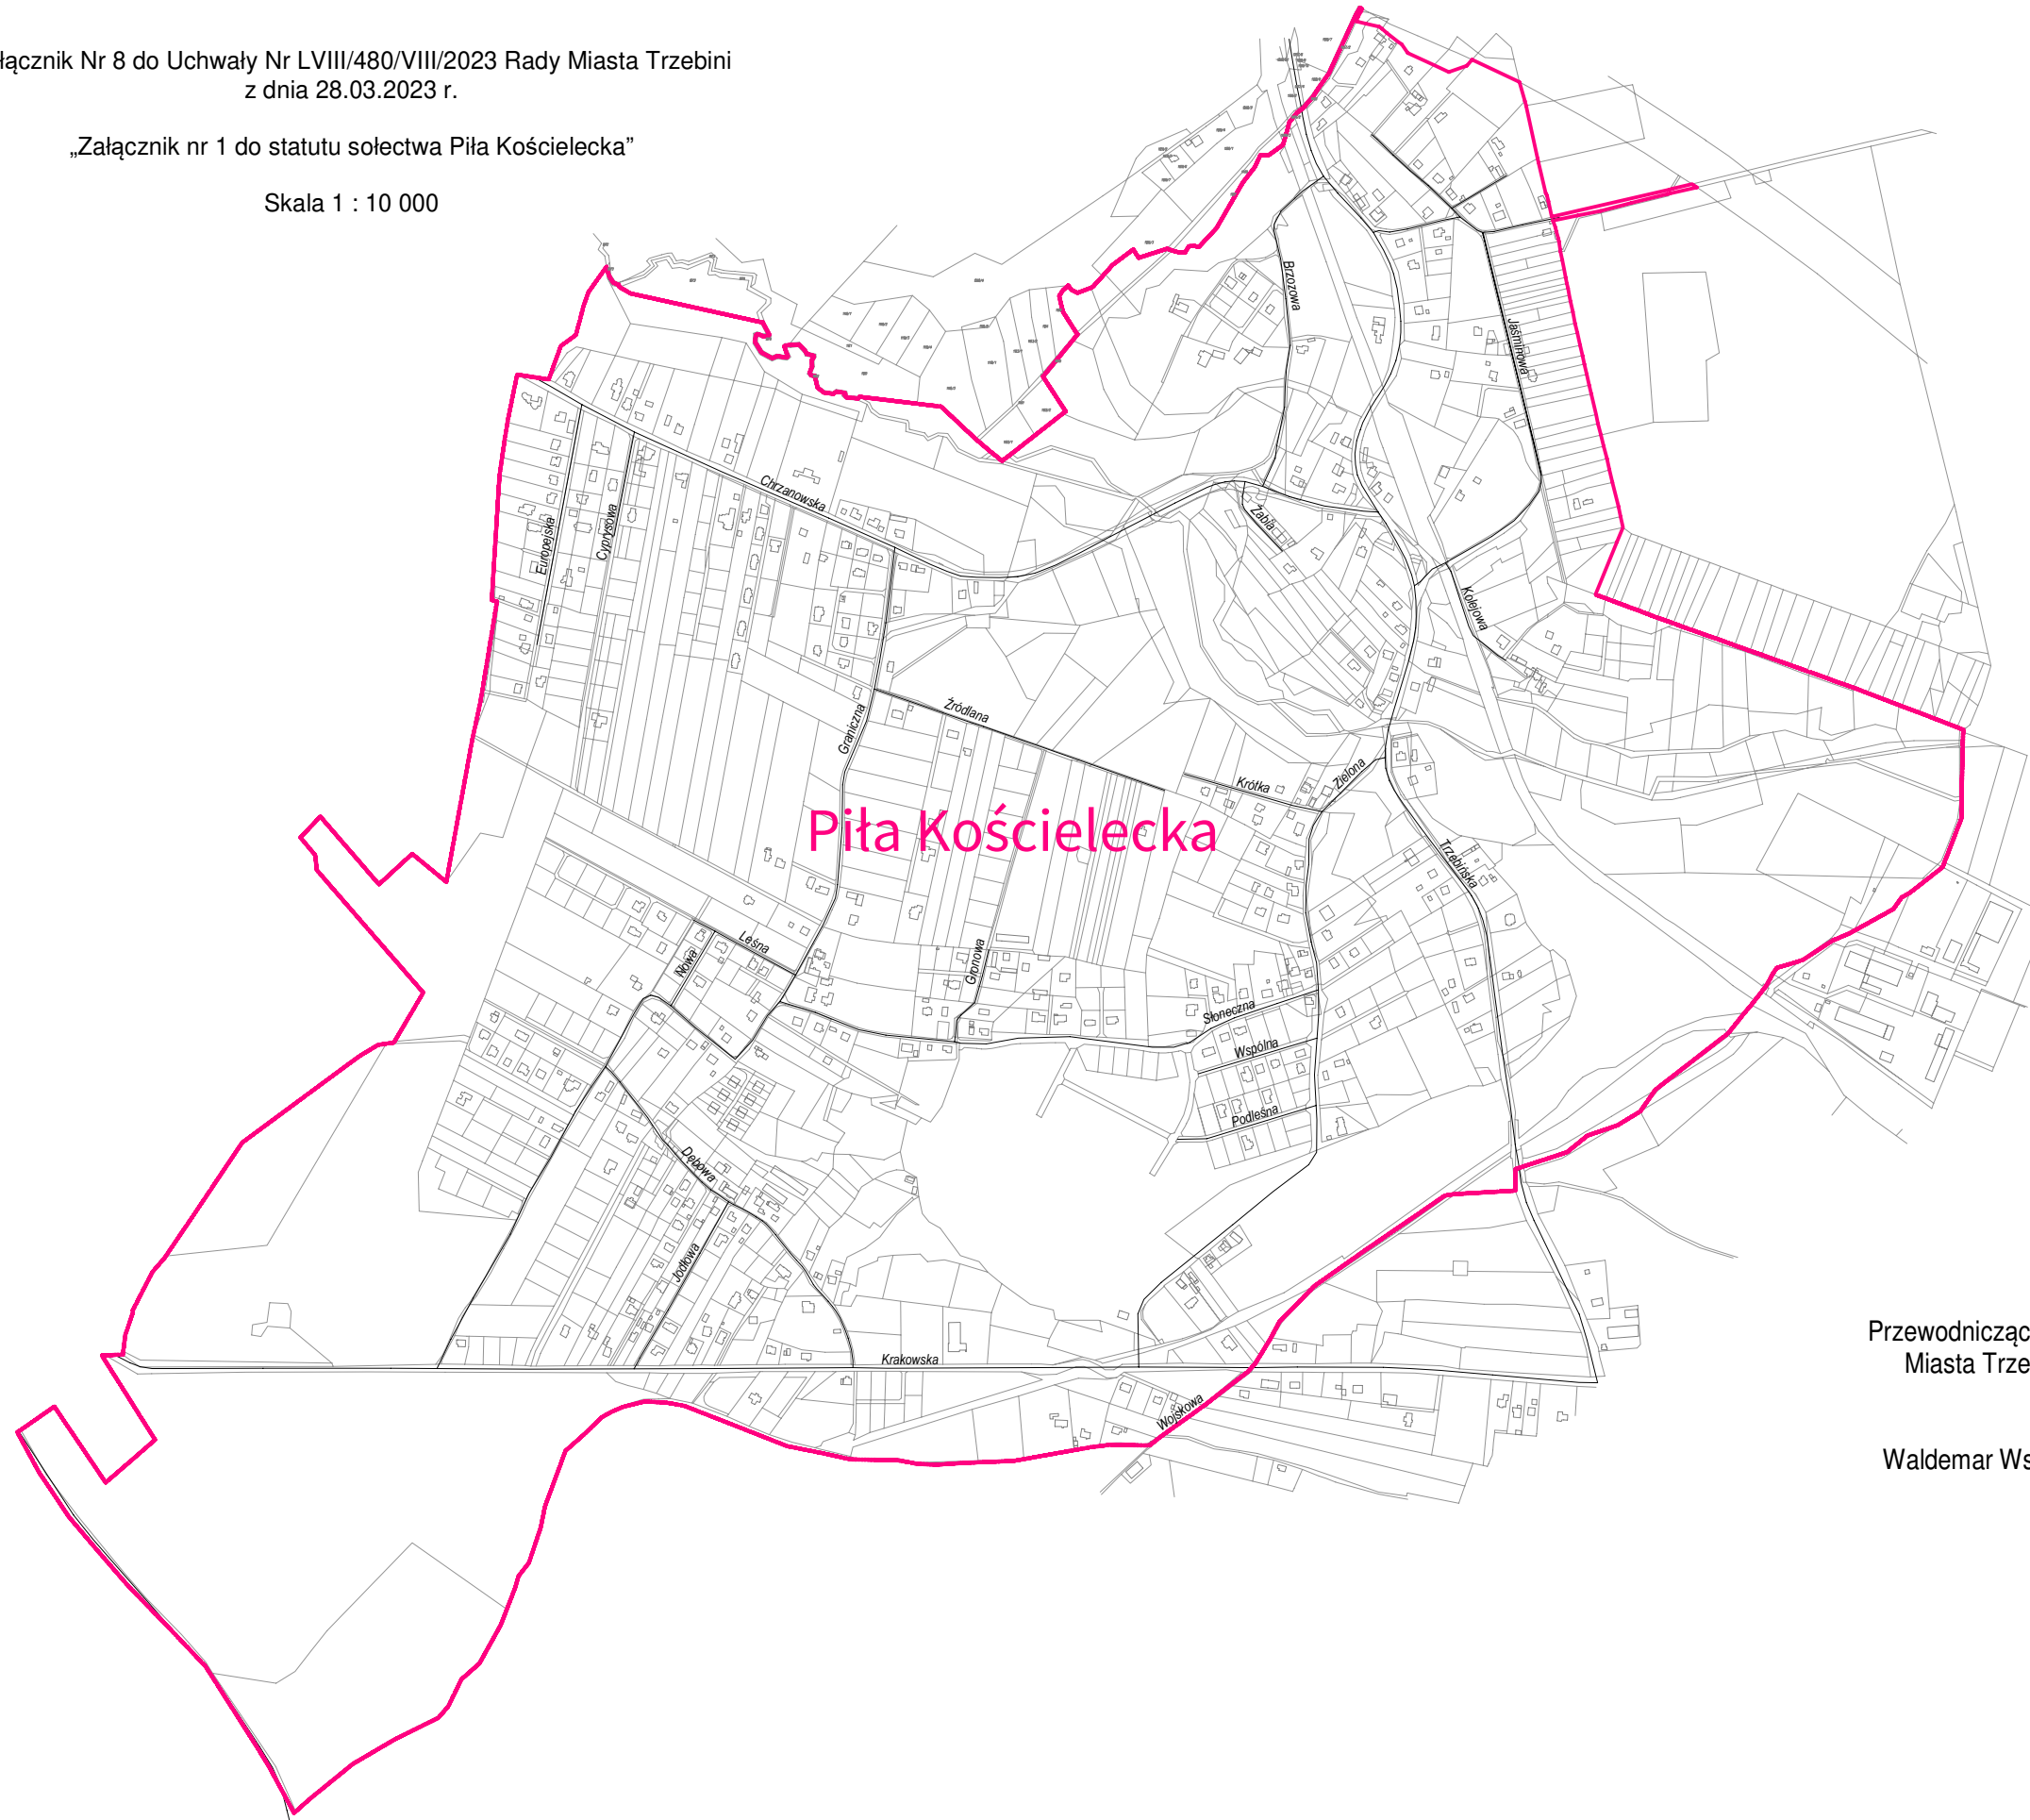 łącznik Nr 8 do Uchwały Nr LVIII/480/VIII/2023 Rady Miasta Trzebini
z dnia 28.03.2023 r.
„Załącznik nr 1 do statutu sołectwa Piła Kościelecka”
Skala 1 : 10 000
Brzozowa
Jaśminowa
Chrzanowska
Europejska
Cyprysowa
Żabia
Kolejowa
Graniczna
Źródlana
Krótka
Zielona
Piła Kościelecka
Trzebińska
Leśna
Nowa
Gronowa
Słoneczna
Wspólna
Podleśna
Dębowa
Jodłowa
Krakowska
Wojskowa
Przewodnicząc
Miasta Trze
Waldemar Ws